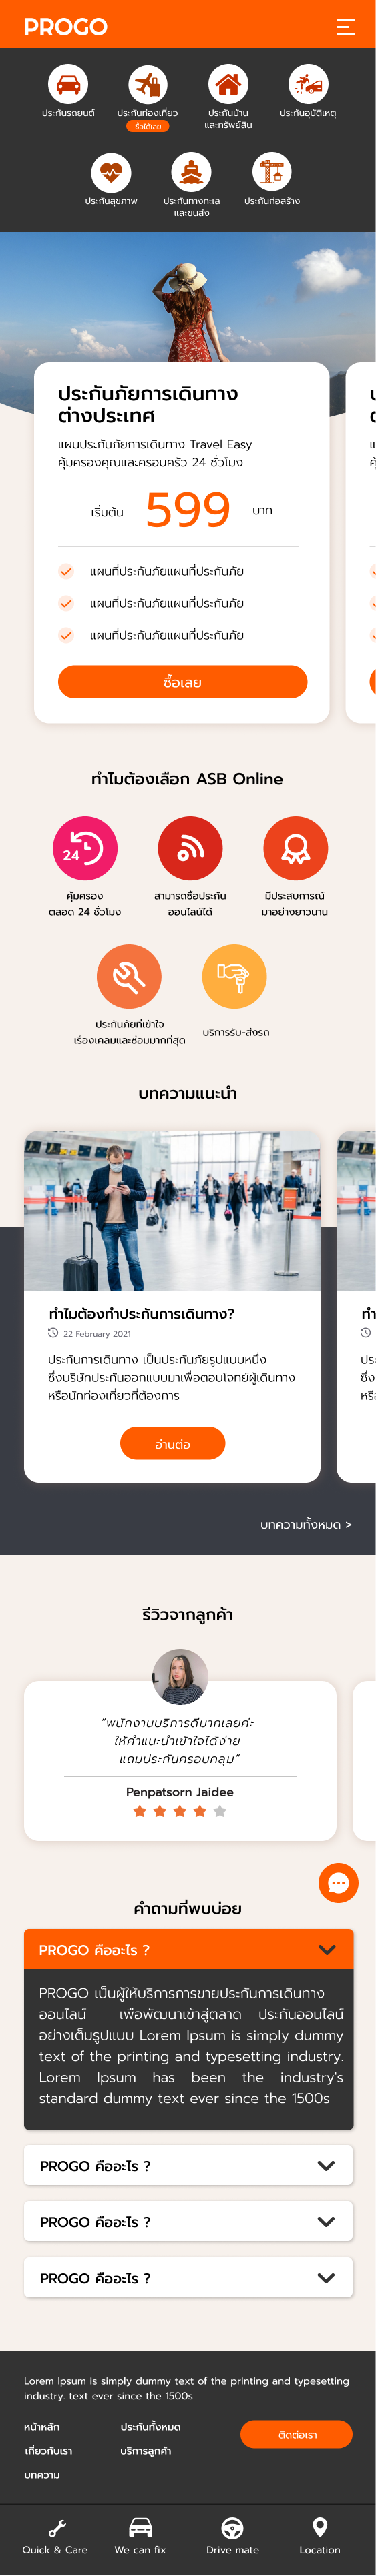 PROGO
ประกันรถยนต์
ประกันท่องเที่ยว
ซื้อได้เลย
ประกันบ้าน
และทรัพย์สิน
ประกันอุบัติเหตุ
ประกันสุขภาพ
ประกันทางทะเล
และขนส่ง
ประกันก่อสร้าง
ประกันภัยการเดินทาง
ต่างประเทศ
แผนประกันภัยการเดินทาง Travel Easy
คุ้มครองคุณและครอบครัว 24 ชั่วโมง
เริ่มต้น 599 บาท
แผนที่ประกันภัยแผนที่ประกันภัย
แผนที่ประกันภัยแผนที่ประกันภัย
แผนที่ประกันภัยแผนที่ประกันภัย
ซื้อเลย
ทำไมต้องเลือก ASB Online
24
คุ้มครอง
ตลอด 24 ชั่วโมง
สามารถซื้อประกัน
ออนไลน์ได้
มีประสบการณ์
มาอย่างยาวนาน
ประกันภัยที่เข้าใจ
เรื่องเคลมและซ่อมมากที่สุด
บริการรับ-ส่งรถ
บทความแนะนำ
ทำไมต้องทำประกันการเดินทาง?
22 February 2021
ประกันการเดินทาง เป็นประกันภัยรูปแบบหนึ่ง
ซึ่งบริษัทประกันออกแบบมาเพื่อตอบโจทย์ผู้เดินทาง
หรือนักท่องเที่ยวที่ต้องการ
อ่านต่อ
บทความทั้งหมด >
รีวิวจากลูกค้า
“พนักงานบริการดีมากเลยค่ะ
ให้คำแนะนำเข้าใจได้ง่าย
แถมประกันครอบคลุม”
Penpatsorn Jaidee
คำถามที่พบบ่อย
PROGO คืออะไร ?
PROGO เป็นผู้ให้บริการการขายประกันการเดินทาง
ออนไลน์ เพื่อพัฒนาเข้าสู่ตลาด ประกันออนไลน์
อย่างเต็มรูปแบบ Lorem Ipsum is simply dummy
text of the printing and typesetting industry.
Lorem Ipsum has been the industry's
standard dummy text ever since the 1500s
PROGO คืออะไร ?
PROGO คืออะไร ?
PROGO คืออะไร ?
Lorem Ipsum is simply dummy text of the printing and typesetting
industry. text ever since the 1500s
หน้าหลัก
ประกันทั้งหมด
ติดต่อเรา
เกี่ยวกับเรา
บริการลูกค้า
บทความ
Quick & Care
We can fix
Drive mate
Location